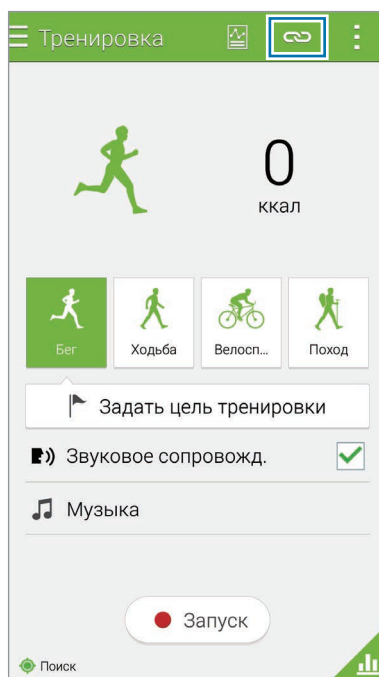 Тренировка
0
ккал
Бег
Ходьба
Велосп...
Поход
Задать цель тренировки
Звуковое сопровожд.
Музыка
Запуск
Поиск